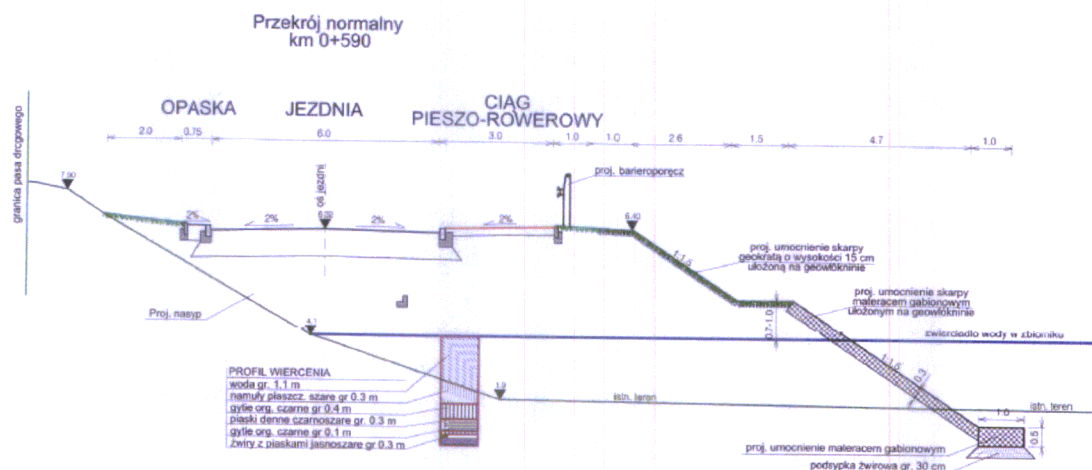 Przekrój normalny
km 0+590
OPASKA
JEZDNIA
CIĄG
PIESZO-ROWEROWY
2.0
0.75
6.0
3.0
1.0
1.0
2.6
1.5
4.7
1.0
granica pasa drogowego
7.90
2%
2%
oś jezdni
2%
2%
proj. barieroporęcz
6.40
1:1.5
proj. umocnienie skarpy
geokratą o wysokości 15 cm
ułożoną na geowłókninie
proj. umocnienie skarpy
materacem gabionowym
ułożonym na geowłókninie
0.7-1.0
Proj. nasyp
4.1
zwierciadło wody w zbiorniku
1:1.5
0.3
PROFIL WIERCENIA
woda gr. 1,1 m
namuły piaszcz. szare gr 0.3 m
gytie org. czarne gr 0.4 m
piaski denne czarnoszare gr. 0.3 m
gytie org. czarne gr 0.1 m
żwiry z piaskami jasnoszare gr 0.3 m
istn. teren
istn. teren
1.0
0.5
proj. umocnienie materacem gabionowym
podsypka żwirowa gr. 30 cm